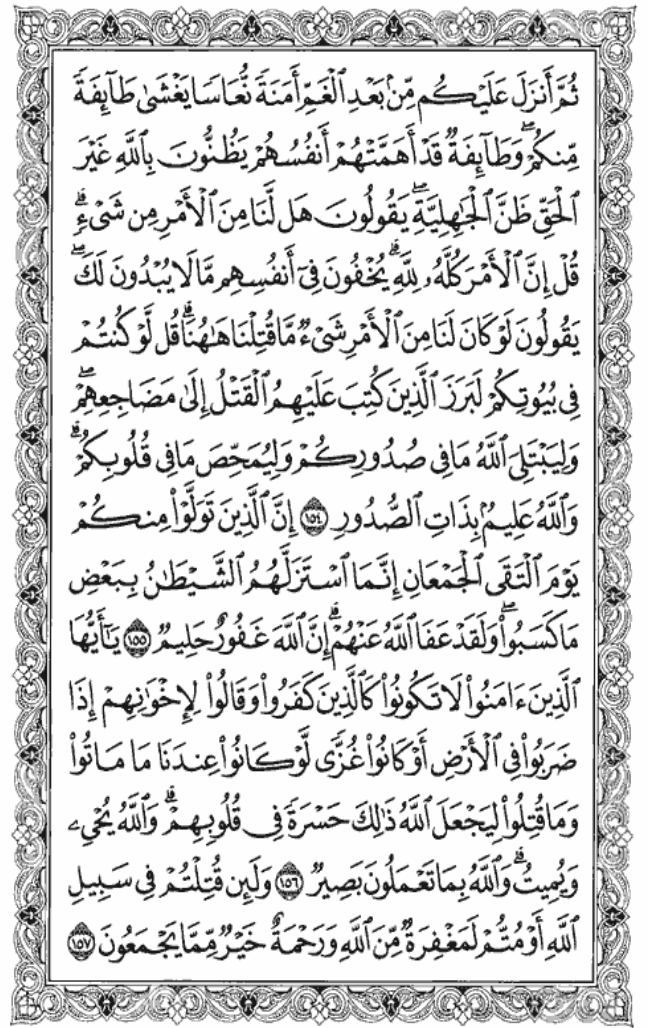 ثُمَّ أَنزَلَ عَلَيْكُم مِّنۢ بَعْدِ ٱلْغَمِّ أَمَنَةً نُّعَاسًا يَغْشَىٰ طَآئِفَةً
مِّنكُمْ ۖ وَطَآئِفَةٌ قَدْ أَهَمَّتْهُمْ أَنفُسُهُمْ يَظُنُّونَ بِٱللَّهِ غَيْرَ
ٱلْحَقِّ ظَنَّ ٱلْجَٰهِلِيَّةِ ۖ يَقُولُونَ هَل لَّنَا مِنَ ٱلْأَمْرِ مِن شَىْءٍ ۗ
قُلْ إِنَّ ٱلْأَمْرَ كُلَّهُۥ لِلَّهِ ۗ يُخْفُونَ فِىٓ أَنفُسِهِم مَّا لَا يُبْدُونَ لَكَ ۖ
يَقُولُونَ لَوْ كَانَ لَنَا مِنَ ٱلْأَمْرِ شَىْءٌ مَّا قُتِلْنَا هَٰهُنَا ۗ قُل لَّوْ كُنتُمْ
فِى بُيُوتِكُمْ لَبَرَزَ ٱلَّذِينَ كُتِبَ عَلَيْهِمُ ٱلْقَتْلُ إِلَىٰ مَضَاجِعِهِمْ ۖ
وَلِيَبْتَلِىَ ٱللَّهُ مَا فِى صُدُورِكُمْ وَلِيُمَحِّصَ مَا فِى قُلُوبِكُمْ ۗ
وَٱللَّهُ عَلِيمٌۢ بِذَاتِ ٱلصُّدُورِ ١٥٤ إِنَّ ٱلَّذِينَ تَوَلَّوْا۟ مِنكُمْ
يَوْمَ ٱلْتَقَى ٱلْجَمْعَانِ إِنَّمَا ٱسْتَزَلَّهُمُ ٱلشَّيْطَٰنُ بِبَعْضِ
مَا كَسَبُوا۟ ۖ وَلَقَدْ عَفَا ٱللَّهُ عَنْهُمْ ۗ إِنَّ ٱللَّهَ غَفُورٌ حَلِيمٌ ١٥٥ يَٰٓأَيُّهَا
ٱلَّذِينَ ءَامَنُوا۟ لَا تَكُونُوا۟ كَٱلَّذِينَ كَفَرُوا۟ وَقَالُوا۟ لِإِخْوَٰنِهِمْ إِذَا
ضَرَبُوا۟ فِى ٱلْأَرْضِ أَوْ كَانُوا۟ غُزًّى لَّوْ كَانُوا۟ عِندَنَا مَا مَاتُوا۟
وَمَا قُتِلُوا۟ لِيَجْعَلَ ٱللَّهُ ذَٰلِكَ حَسْرَةً فِى قُلُوبِهِمْ ۗ وَٱللَّهُ يُحْىِۦ
وَيُمِيتُ ۗ وَٱللَّهُ بِمَا تَعْمَلُونَ بَصِيرٌ ١٥٦ وَلَئِن قُتِلْتُمْ فِى سَبِيلِ
ٱللَّهِ أَوْ مُتُّمْ لَمَغْفِرَةٌ مِّنَ ٱللَّهِ وَرَحْمَةٌ خَيْرٌ مِّمَّا يَجْمَعُونَ ١٥٧